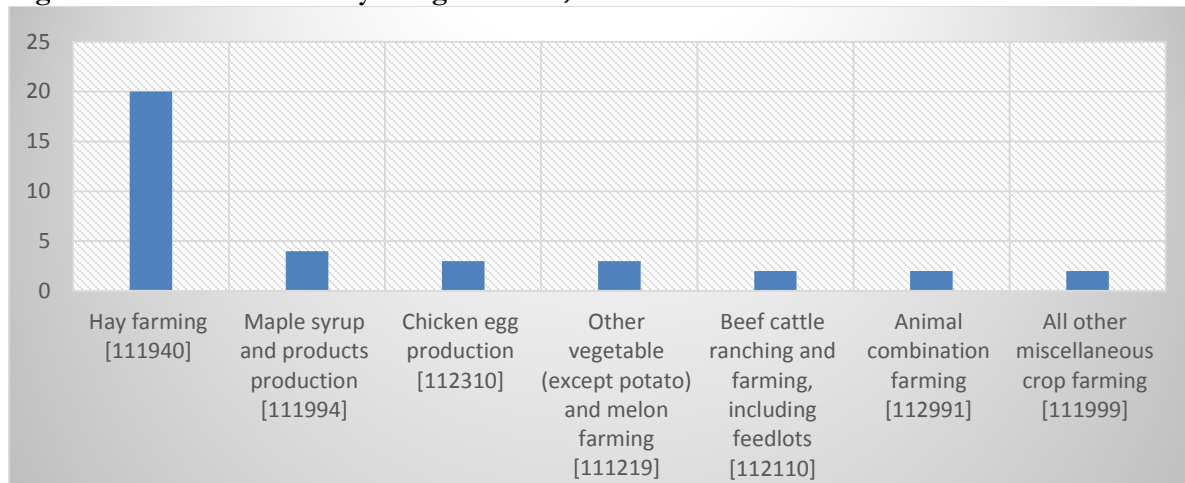 25
20
15
10
5
0
Hay farming
[111940]
Maple syrup
and products
production
[111994]
Chicken egg
production
[112310]
Other
vegetable
(except potato)
and melon
farming
[111219]
Beef cattle
ranching and
farming,
including
feedlots
[112110]
Animal
combination
farming
[112991]
All other
miscellaneous
crop farming
[111999]